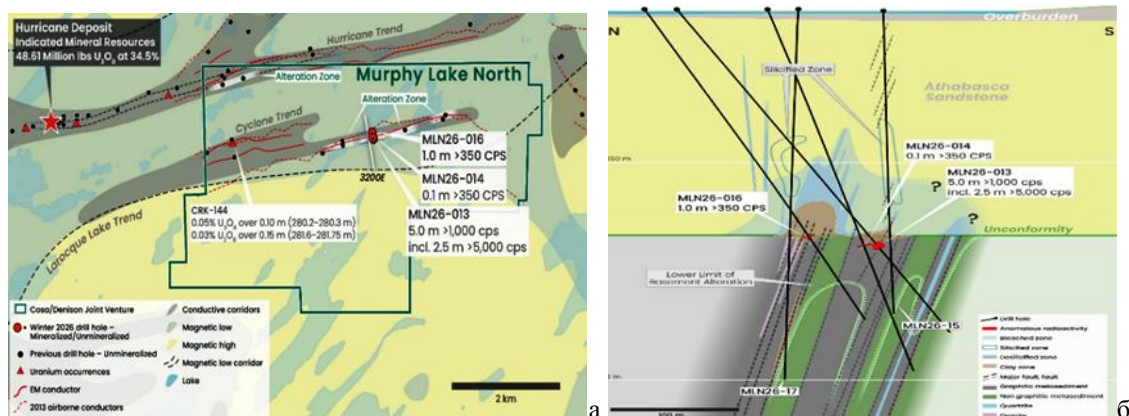 Hurricane Deposit
Indicated Mineral Resources
48.61 Million lbs U₃O₈ at 34.5%
Hurricane Trend
Alteration Zone
Murphy Lake North
Alteration Zone
Cyclone Trend
MLN26-016
1.0 m >350 CPS
MLN26-014
0.1 m >350 CPS
3200E
MLN26-013
5.0 m >1,000 cps
incl. 2.5 m >5,000 cps
CRK-144
0.05% U₃O₈ over 0.10 m (280.2-280.3 m)
0.03% U₃O₈ over 0.15 m (281.6-281.75 m)
Larocque Lake Trend
Cosa/Denison Joint Venture
Winter 2026 drill hole –
Mineralized/Unmineralized
Previous drill hole – Unmineralized
Uranium occurrences
EM conductor
2013 airborne conductors
Conductive corridors
Magnetic low
Magnetic high
Magnetic low corridor
Lake
2 km
а
N
Overburden
S
Silicified Zone
Athabasca
Sandstone
MLN26-014
0.1 m >350 CPS
MLN26-013
5.0 m >1,000 cps
incl. 2.5 m >5,000 cps
?
?
MLN26-016
1.0 m >350 CPS
Unconformity
Lower Limit of
Basement Alteration
MLN26-15
MLN26-17
Drill hole
Anomalous radioactivity
Bleached zone
Silicified zone
Desilicified zone
Clay zone
Major fault, fault
Graphitic metasediment
Non graphitic metasediment
Quartzite
100 m
б